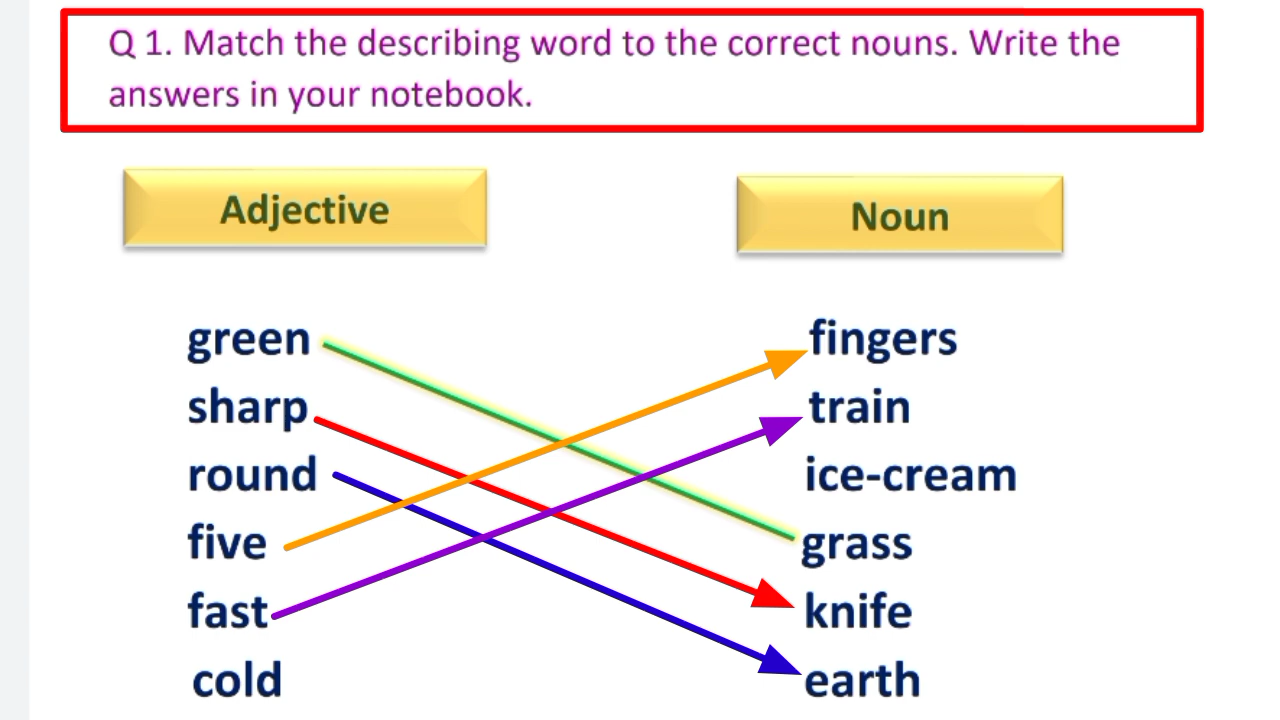 Q 1. Match the describing word to the correct nouns. Write the
answers in your notebook.
Adjective
Noun
green
fingers
sharp
train
round
ice-cream
five
grass
fast
knife
cold
earth